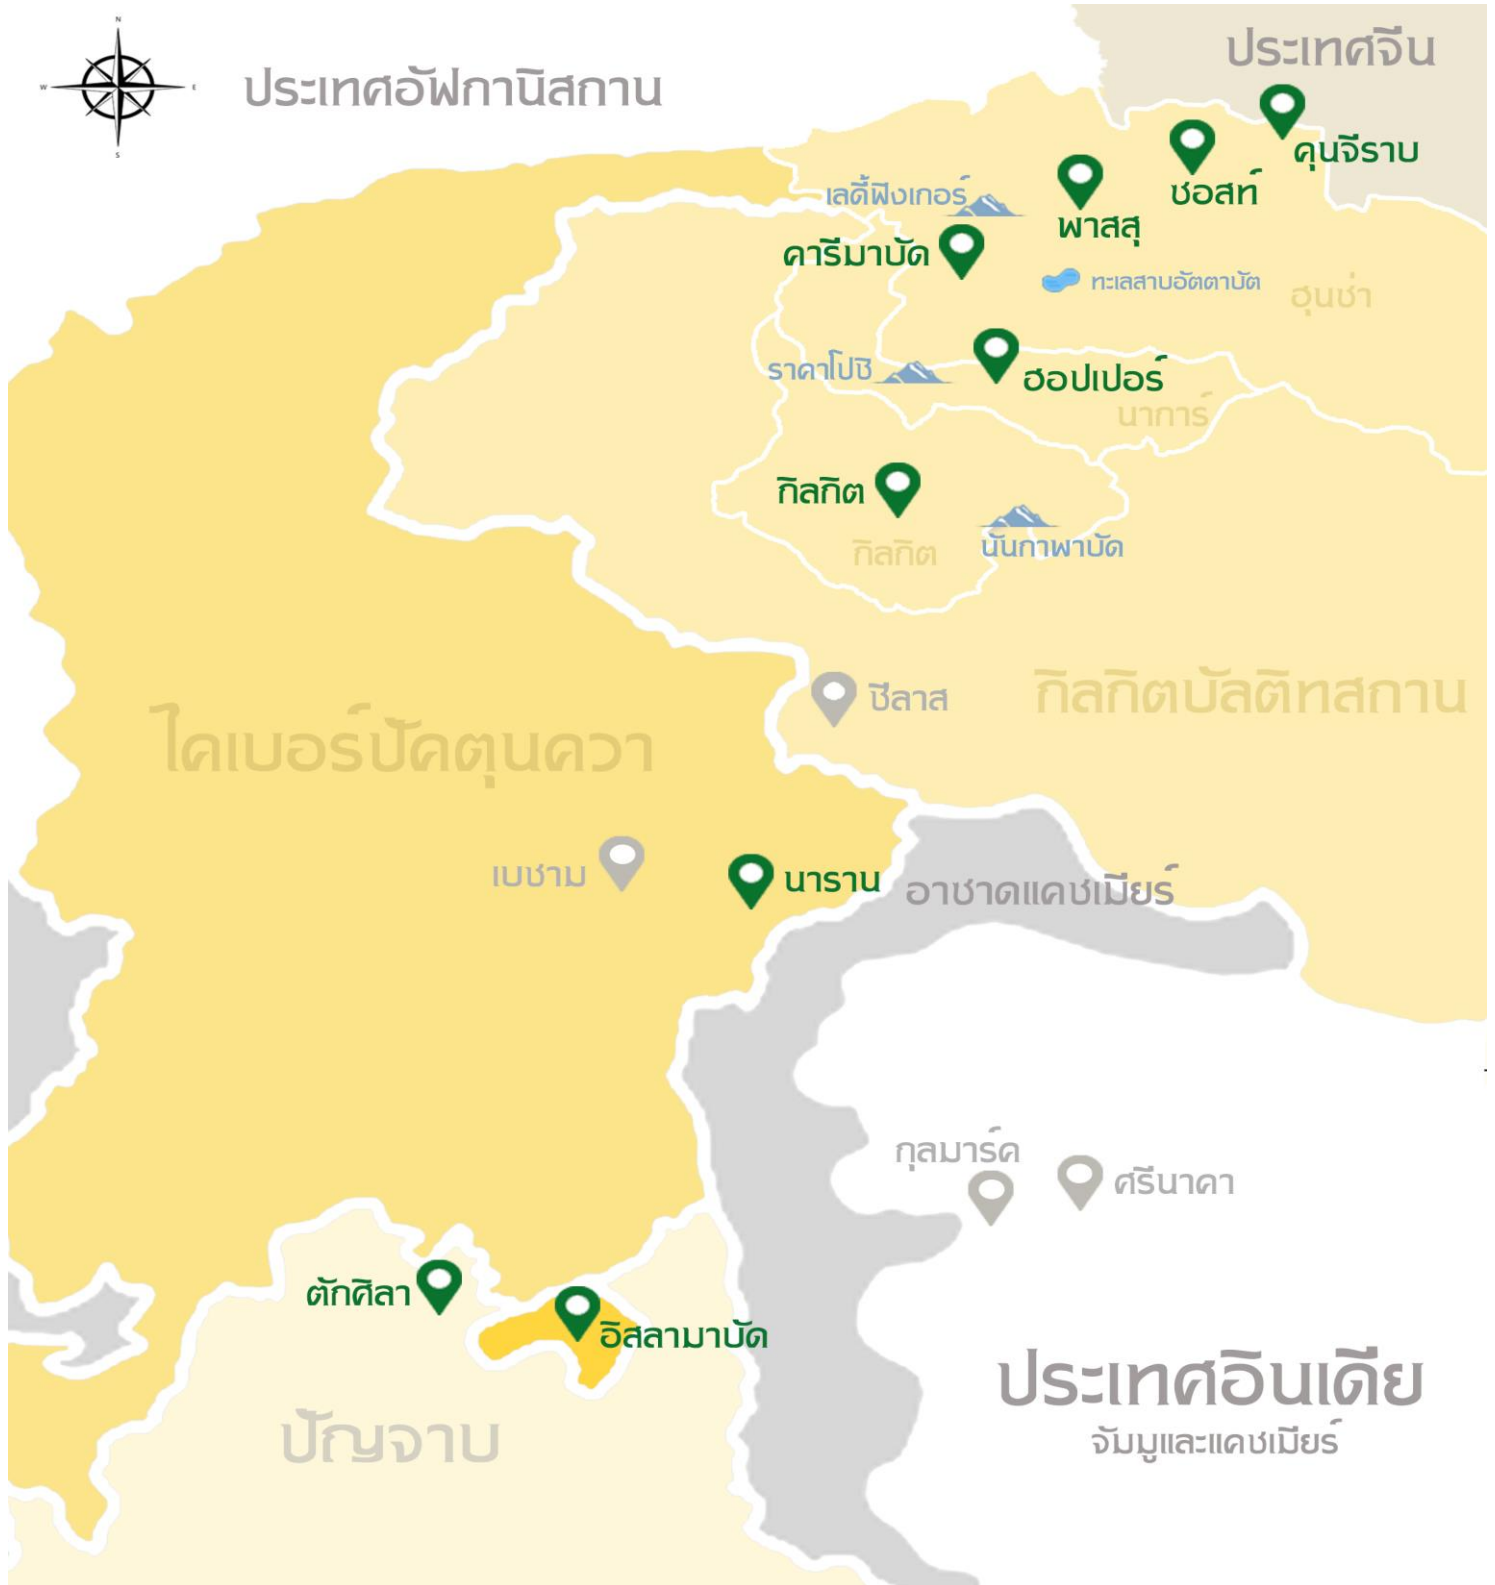 N
W
E
S
ประเทศอัฟกานิสถาน
ประเทศจีน
คุนจีราบ
ซอสท์
เลดี้ฟิงเกอร์
พาสสุ
คารีมาบัด
ทะเลสาบอัตตาบัต
ฮุนซ่า
ราคาโปชิ
ฮอปเปอร์
นาการ์
กิลกิต
นันกาพาบัด
กิลกิต
ชีลาส
กิลกิตบัลติทสถาน
ไคเบอร์ปัคตุนควา
เบชาม
นาราน
อาซาดแคชเมียร์
กุลมาร์ค
ศรีนาคา
ตักศิลา
อิสลามาบัด
ประเทศอินเดีย
จัมมูและแคชเมียร์
ปัญจาบ